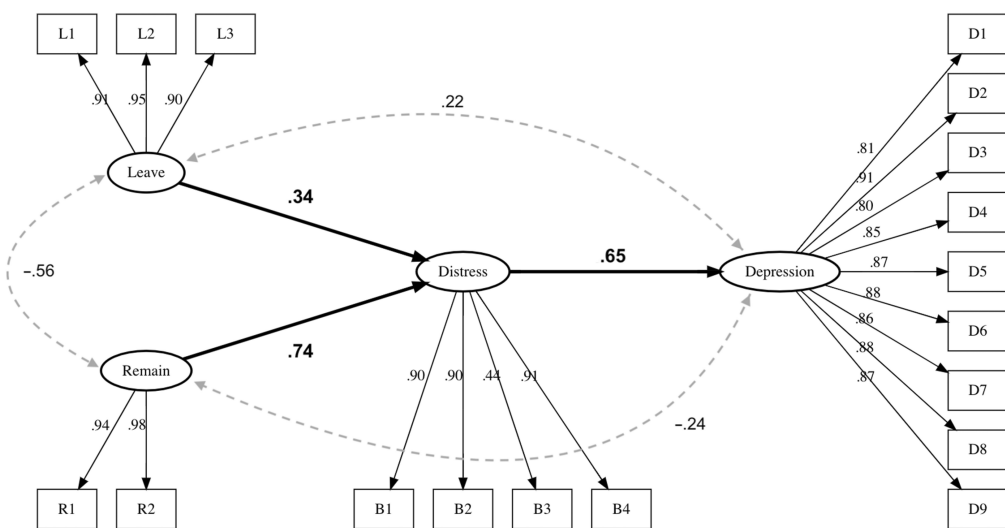 L1
L2
L3
D1
D2
D3
D4
D5
D6
D7
D8
D9
.91
.95
.90
.22
.81
.91
.80
.85
.87
.88
.86
.88
.87
Leave
.34
–.56
Distress
.65
Depression
.74
Remain
.94
.98
.90
.90
.44
.91
–.24
R1
R2
B1
B2
B3
B4